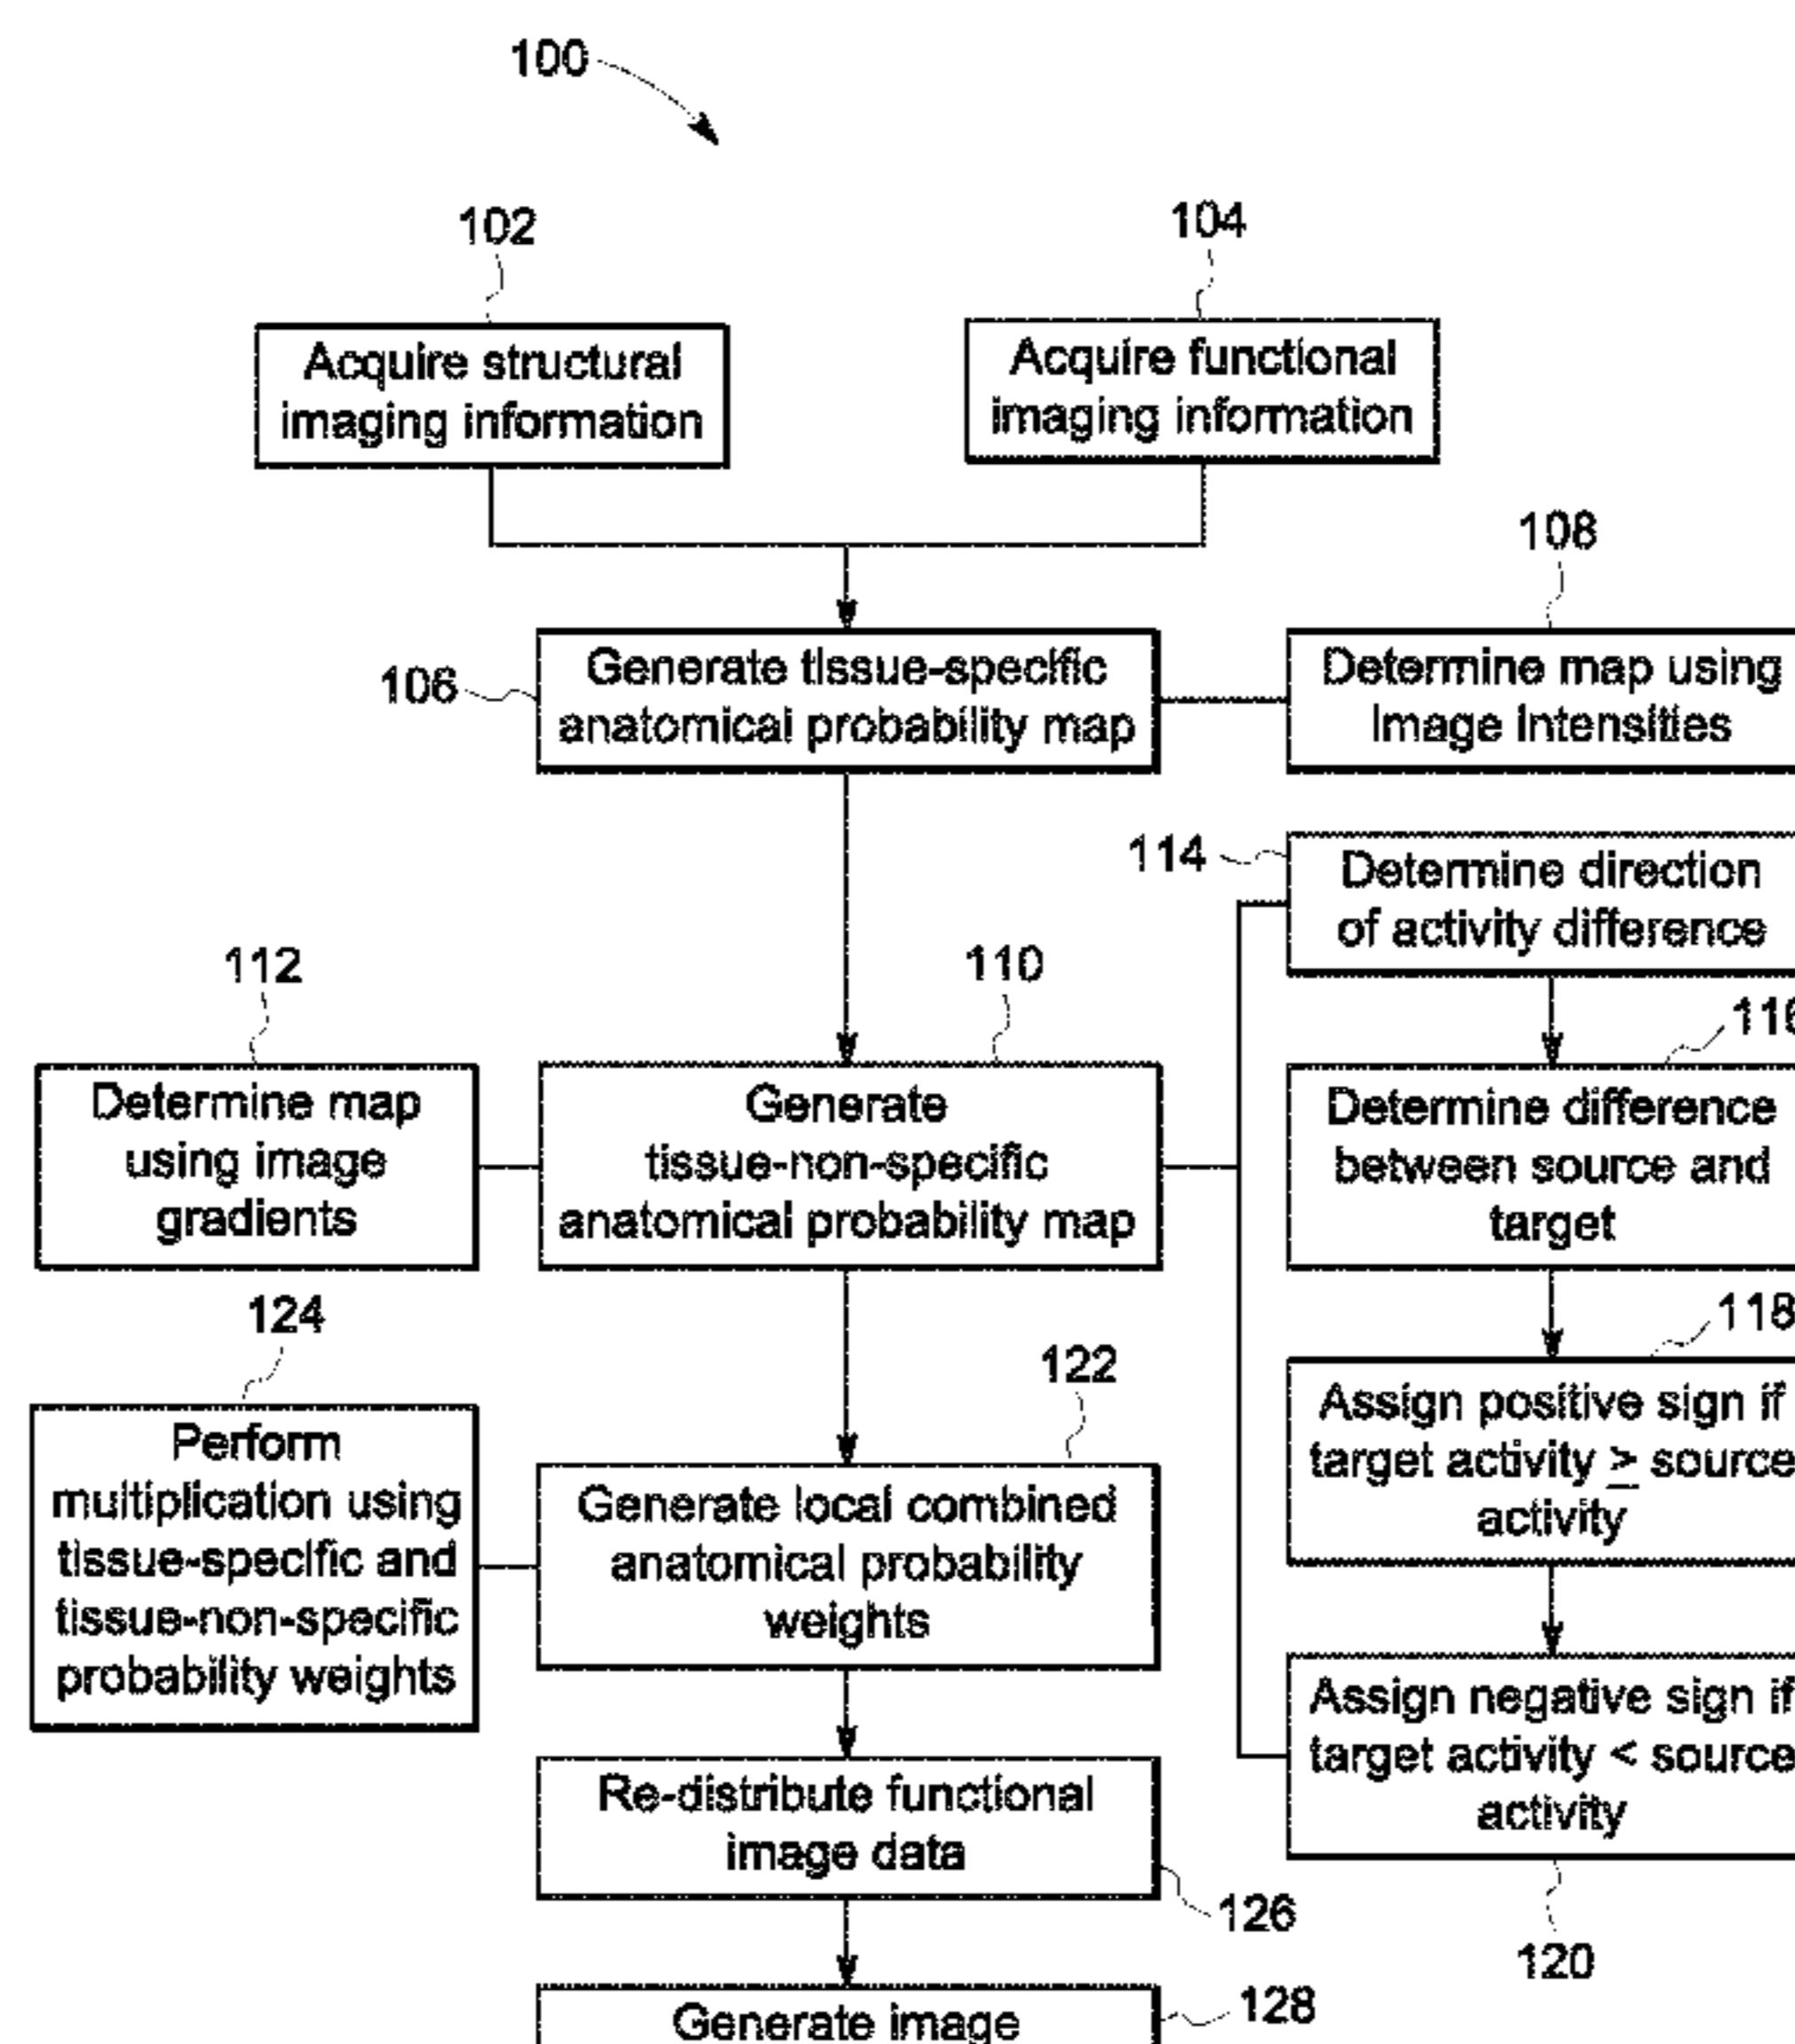 100
102
104
Acquire structural
imaging information
Acquire functional
imaging information
108
106
Generate tissue-specific
anatomical probability map
Determine map using
Image Intensities
114
Determine direction
of activity difference
112
110
116
Determine map
using image
gradients
Generate
tissue-non-specific
anatomical probability map
Determine difference
between source and
target
124
122
118
Perform
multiplication using
tissue-specific and
tissue-non-specific
probability weights
Generate local combined
anatomical probability
weights
Assign positive sign if
target activity ≥ source
activity
Re-distribute functional
image data
Assign negative sign if
target activity < source
activity
126
120
Generate image
128